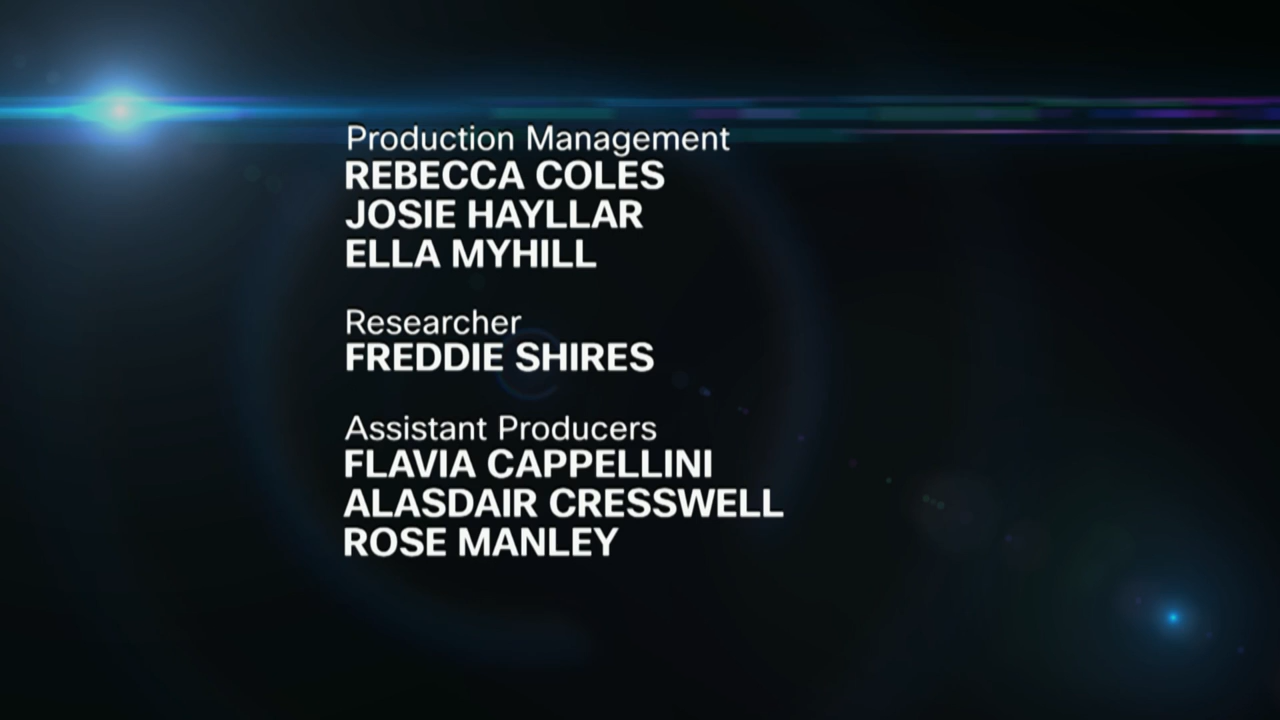 Production Management
REBECCA COLES
JOSIE HAYLLAR
ELLA MYHILL
Researcher
FREDDIE SHIRES
Assistant Producers
FLAVIA CAPPELLINI
ALASDAIR CRESSWELL
ROSE MANLEY